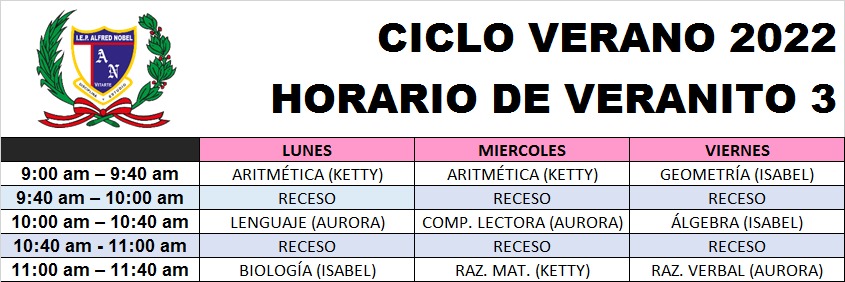 I.E.P. ALFRED NOBEL
A N
VITARTE
DISCIPLINA - ESTUDIO
CICLO VERANO 2022
HORARIO DE VERANITO 3
LUNES MIERCOLES VIERNES
9:00 am – 9:40 am ARITMÉTICA (KETTY) ARITMÉTICA (KETTY) GEOMETRÍA (ISABEL)
9:40 am – 10:00 am RECESO RECESO RECESO
10:00 am – 10:40 am LENGUAJE (AURORA) COMP. LECTORA (AURORA) ÁLGEBRA (ISABEL)
10:40 am - 11:00 am RECESO RECESO RECESO
11:00 am – 11:40 am BIOLOGÍA (ISABEL) RAZ. MAT. (KETTY) RAZ. VERBAL (AURORA)